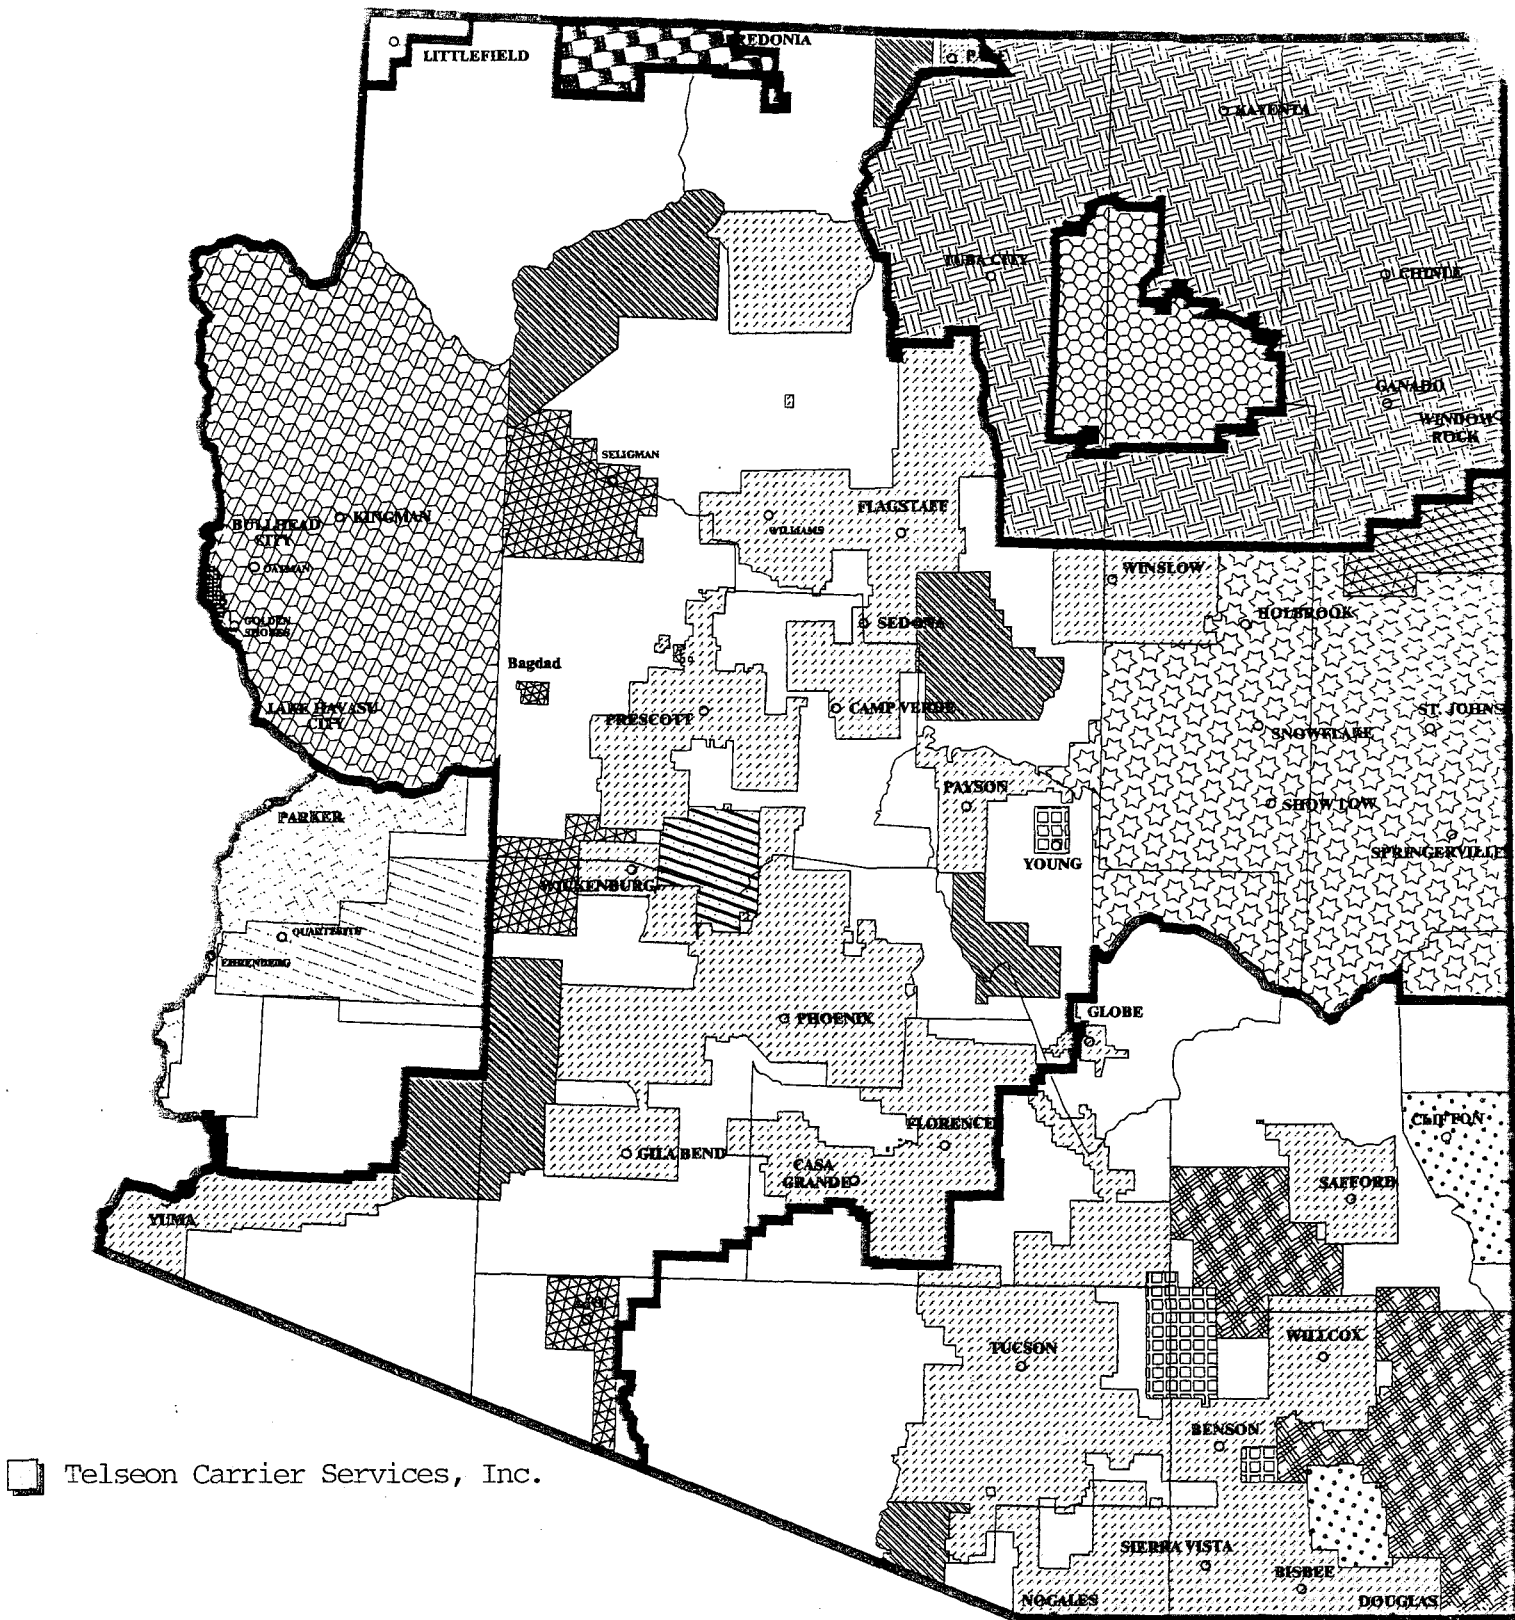 LITTLEFIELD
KAYENTA
TUBA CITY
CHINLE
GANADO
WINDOW
ROCK
SELIGMAN
KINGMAN
BULLHEAD
CITY
OATMAN
GOLDEN
SHORES
WILLIAMS
FLAGSTAFF
WINSLOW
HOLBROOK
SEDONA
Bagdad
LAKE HAVASU
CITY
PRESCOTT
CAMP VERDE
ST. JOHNS
SNOWFLAKE
PAYSON
SHOW LOW
PARKER
YOUNG
SPRINGERVILLE
WICKENBURG
QUARTZSITE
EHRENBERG
PHOENIX
GLOBE
CLIFTON
FLORENCE
GILA BEND
CASA
GRANDE
SAFFORD
YUMA
TUCSON
WILLCOX
BENSON
SIERRA VISTA
BISBEE
NOGALES
DOUGLAS
Telseon Carrier Services, Inc.